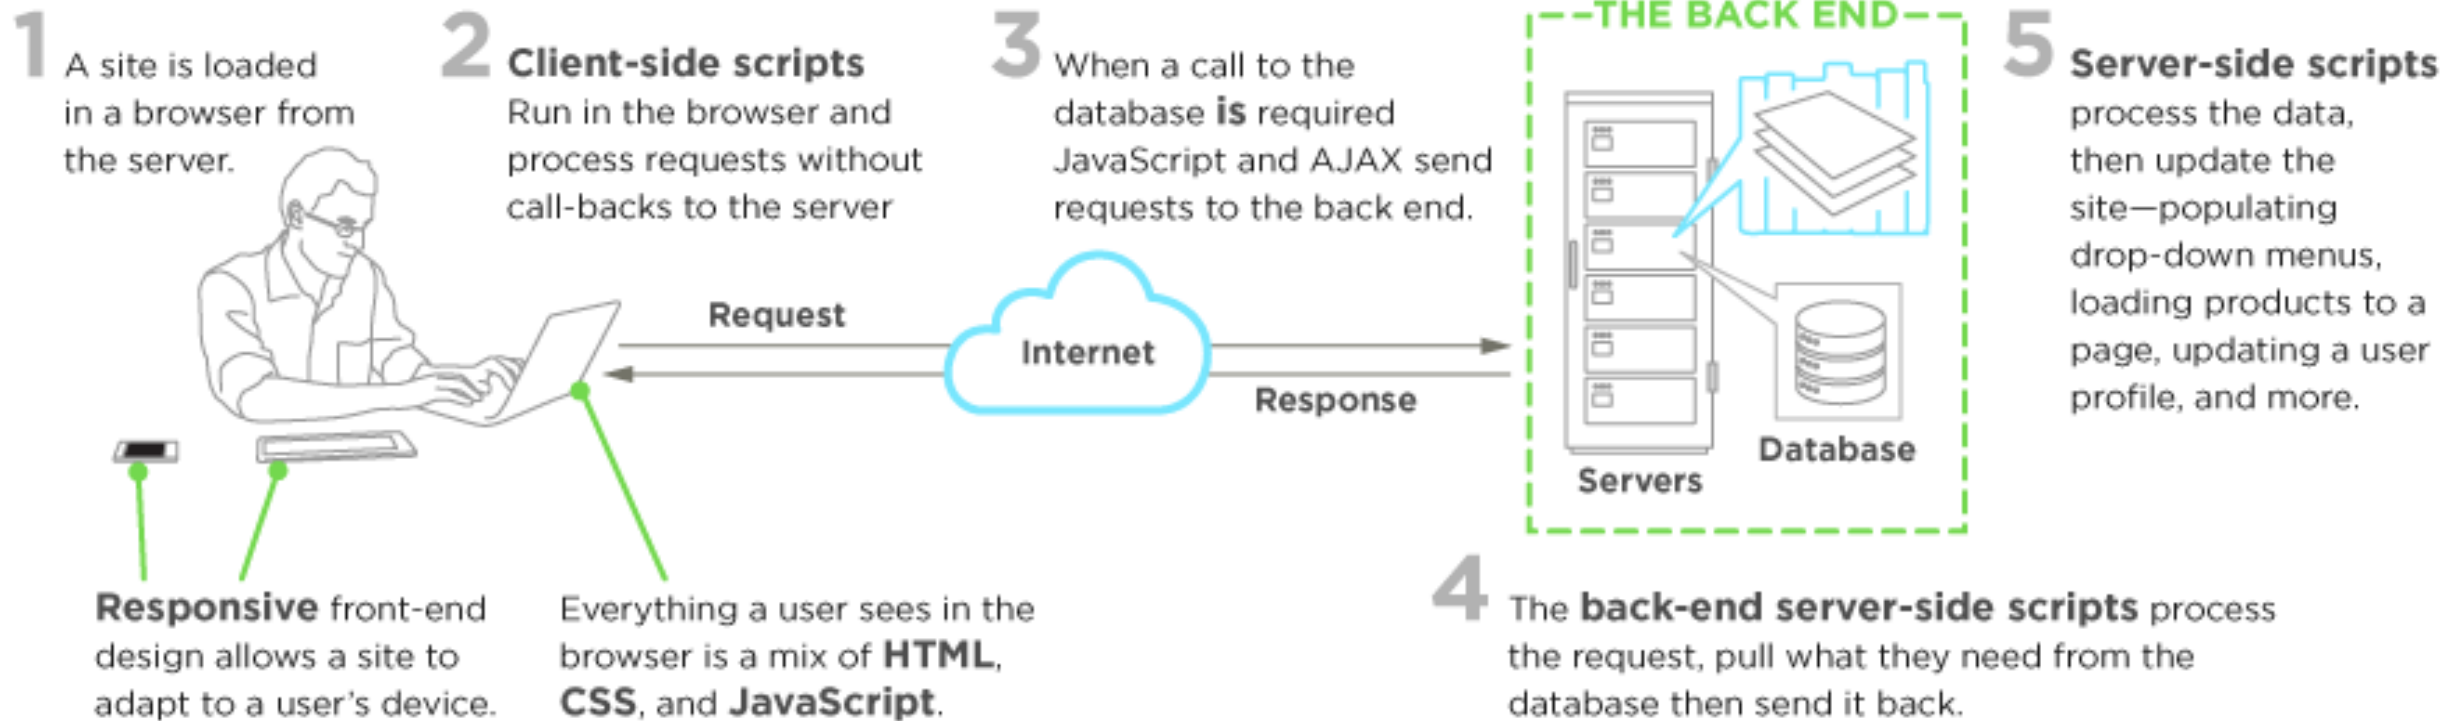 1
A site is loaded
in a browser from
the server.
2
Client-side scripts
Run in the browser and
process requests without
call-backs to the server
3
When a call to the
database is required
JavaScript and AJAX send
requests to the back end.
THE BACK END
Servers
Database
5
Server-side scripts
process the data,
then update the
site—populating
drop-down menus,
loading products to a
page, updating a user
profile, and more.
Request
Internet
Response
Responsive front-end
design allows a site to
adapt to a user's device.
Everything a user sees in the
browser is a mix of HTML,
CSS, and JavaScript.
4
The back-end server-side scripts process
the request, pull what they need from the
database then send it back.